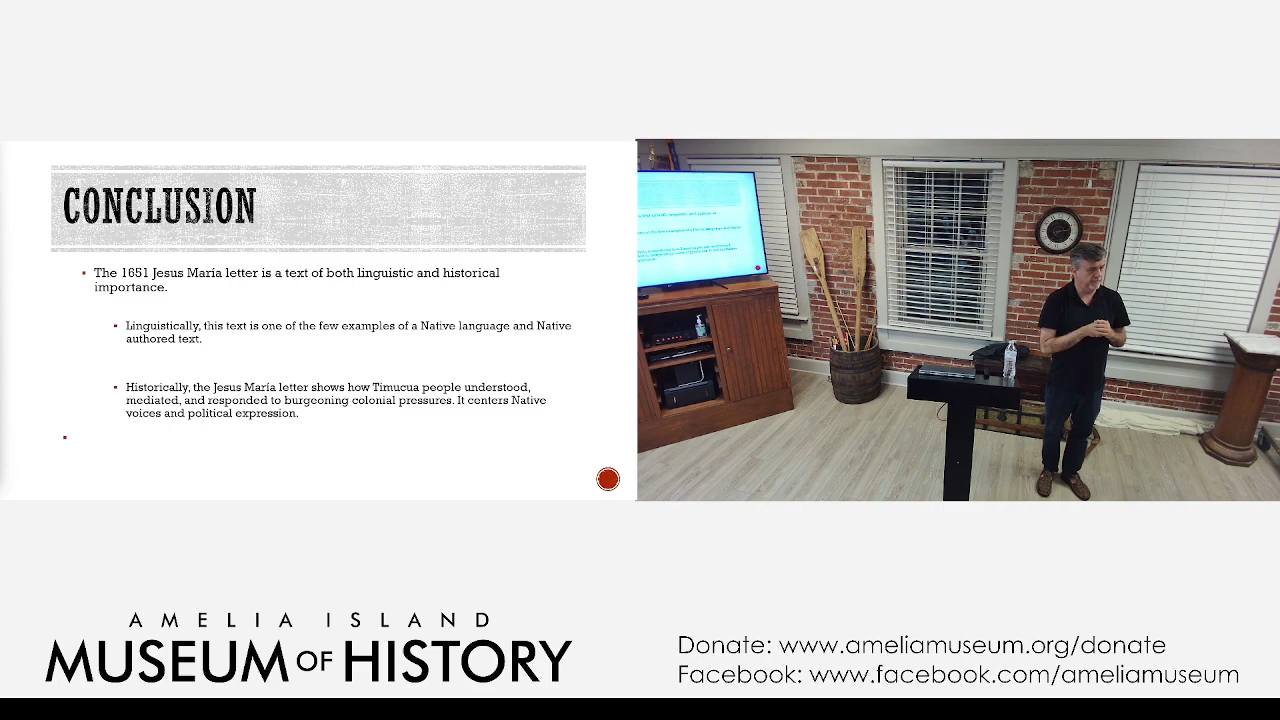 CONCLUSION
▪ The 1651 Jesus María letter is a text of both linguistic and historical
importance.
▪ Linguistically, this text is one of the few examples of a Native language and Native
authored text.
▪ Historically, the Jesus María letter shows how Timucua people understood,
mediated, and responded to burgeoning colonial pressures. It centers Native
voices and political expression.
AMELIA ISLAND
MUSEUM OF HISTORY
Donate: www.ameliamuseum.org/donate
Facebook: www.facebook.com/ameliamuseum